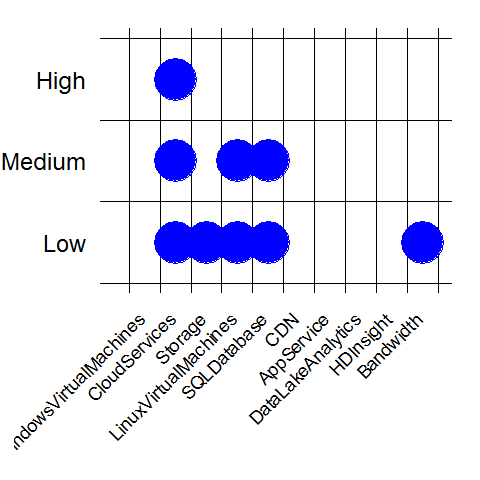 High
Medium
Low
ndowsVirtualMachines
CloudServices
Storage
LinuxVirtualMachines
SQLDatabase
CDN
AppService
DataLakeAnalytics
HDInsight
Bandwidth